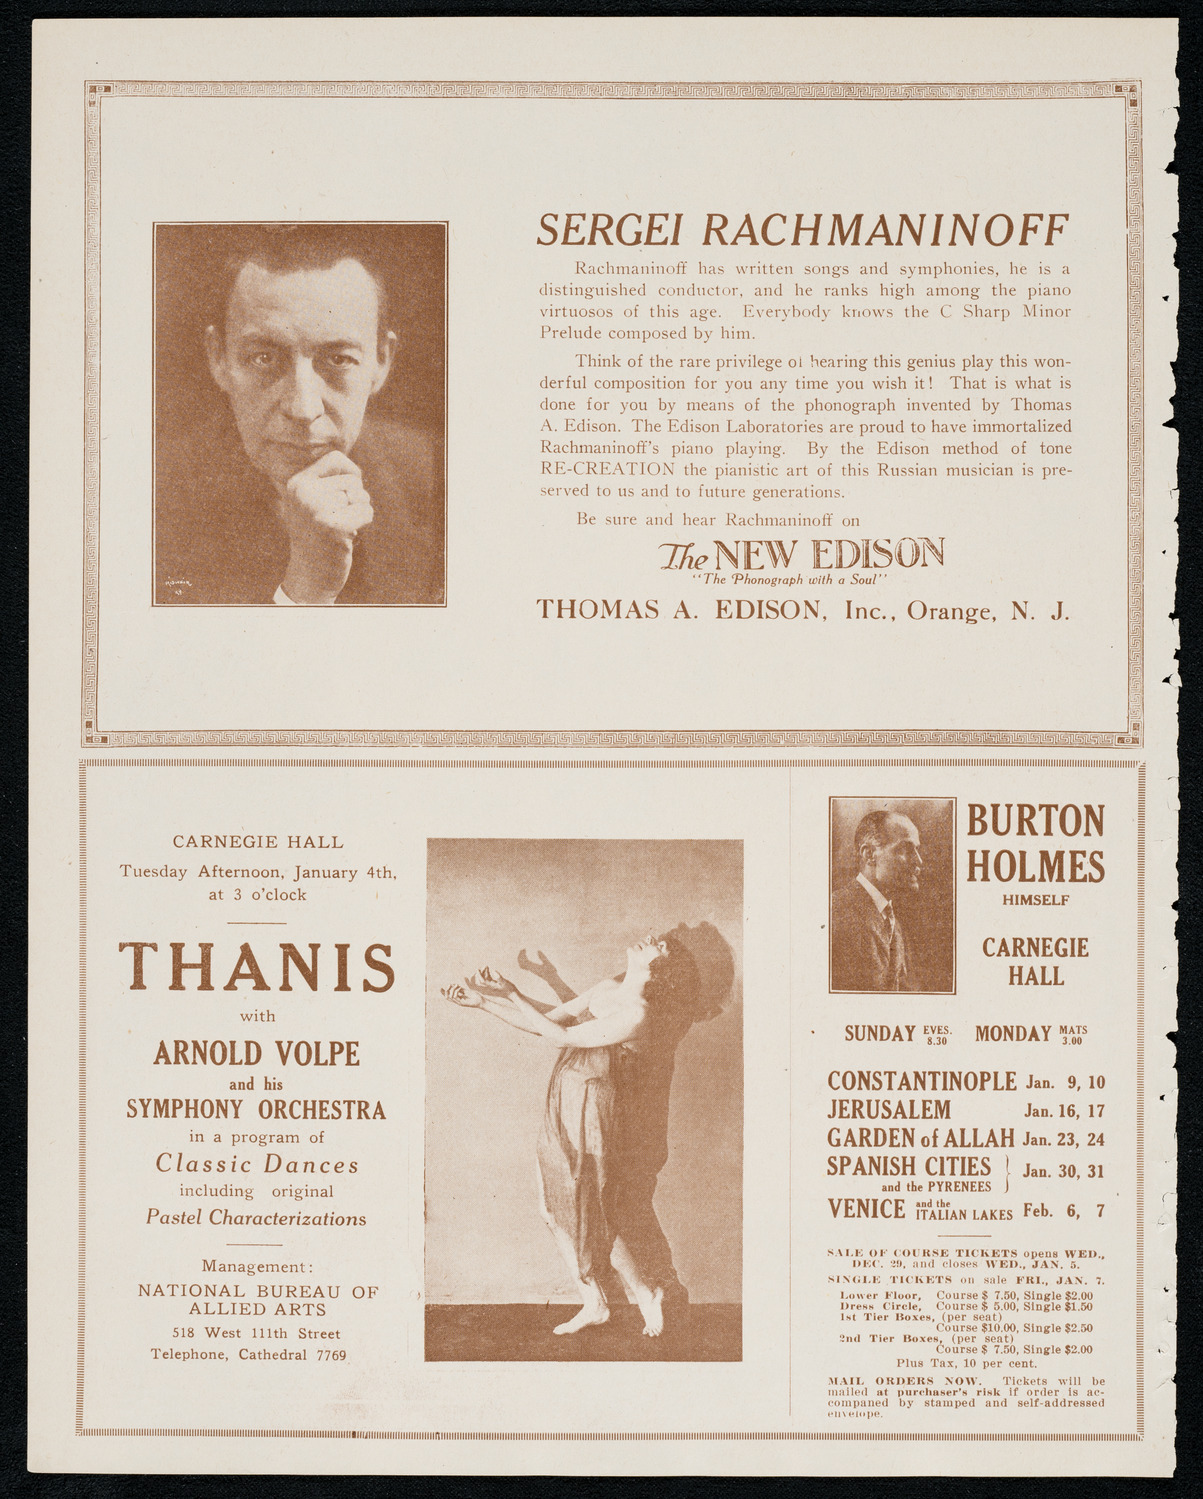 SERGEI RACHMANINOFF
Rachmaninoff has written songs and symphonies, he is a
distinguished conductor, and he ranks high among the piano
virtuosos of this age. Everybody knows the C Sharp Minor
Prelude composed by him.
Think of the rare privilege of hearing this genius play this won-
derful composition for you any time you wish it! That is what is
done for you by means of the phonograph invented by Thomas
A. Edison. The Edison Laboratories are proud to have immortalized
Rachmaninoff's piano playing. By the Edison method of tone
RE-CREATION the pianistic art of this Russian musician is pre-
served to us and to future generations.
Be sure and hear Rachmaninoff on
The NEW EDISON
"The Phonograph with a Soul"
THOMAS A. EDISON, Inc., Orange, N. J.
CARNEGIE HALL
Tuesday Afternoon, January 4th,
at 3 o'clock
THANIS
with
ARNOLD VOLPE
and his
SYMPHONY ORCHESTRA
in a program of
Classic Dances
including original
Pastel Characterizations
Management:
NATIONAL BUREAU OF
ALLIED ARTS
518 West 111th Street
Telephone, Cathedral 7769
BURTON
HOLMES
HIMSELF
CARNEGIE
HALL
SUNDAY EVES. 8.30 MONDAY MATS 3.00
CONSTANTINOPLE Jan. 9, 10
JERUSALEM Jan. 16, 17
GARDEN of ALLAH Jan. 23, 24
SPANISH CITIES
and the PYRENEES } Jan. 30, 31
VENICE and the ITALIAN LAKES Feb. 6, 7
SALE OF COURSE TICKETS opens WED.,
DEC. 29, and closes WED., JAN. 5.
SINGLE TICKETS on sale FRI., JAN. 7.
Lower Floor, Course $ 7.50, Single $2.00
Dress Circle, Course $ 5.00, Single $1.50
1st Tier Boxes, (per seat)
Course $10.00, Single $2.50
2nd Tier Boxes, (per seat)
Course $ 7.50, Single $2.00
Plus Tax, 10 per cent.
MAIL ORDERS NOW. Tickets will be
mailed at purchaser's risk if order is ac-
companied by stamped and self-addressed
envelope.